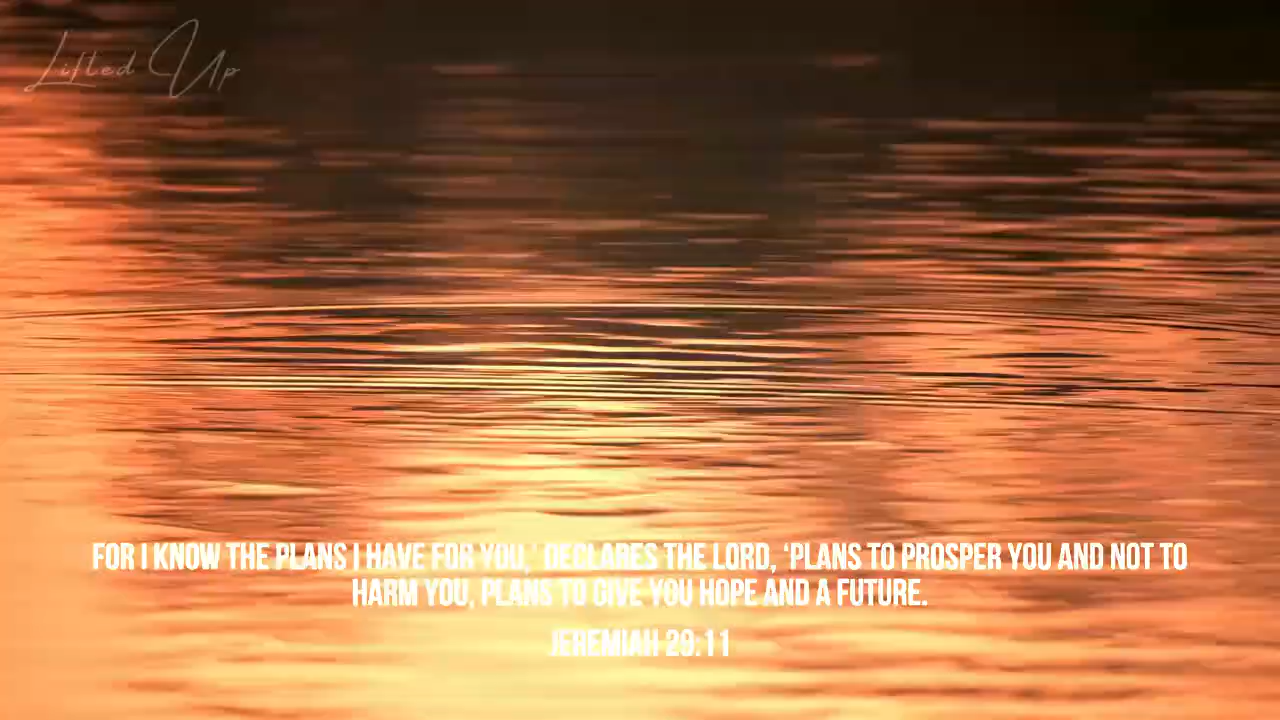 Lifted Up
FOR I KNOW THE PLANS I HAVE FOR YOU,’ DECLARES THE LORD, ‘PLANS TO PROSPER YOU AND NOT TO
HARM YOU, PLANS TO GIVE YOU HOPE AND A FUTURE.
JEREMIAH 29.11